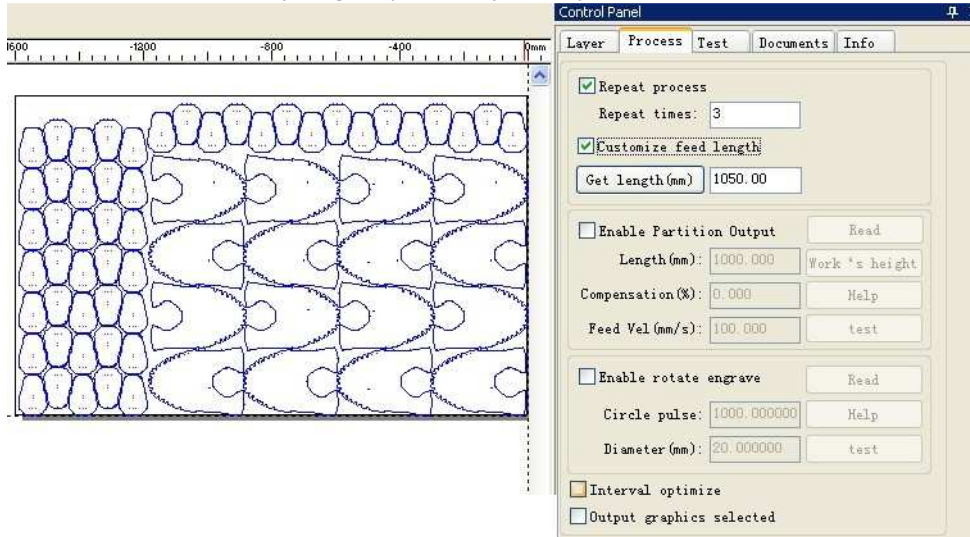 Control Panel
1600 -1200 -800 -400 0mm
Layer Process Test Documents Info
Repeat process
Repeat times: 3
Customize feed length
Get length(mm) 1050.00
Enable Partition Output Read
Length(mm): 1000.000 Work 's height
Compensation(%): 0.000 Help
Feed Vel(mm/s): 100.000 test
Enable rotate engrave Read
Circle pulse: 1000.000000 Help
Diameter(mm): 20.000000 test
Interval optimize
Output graphics selected